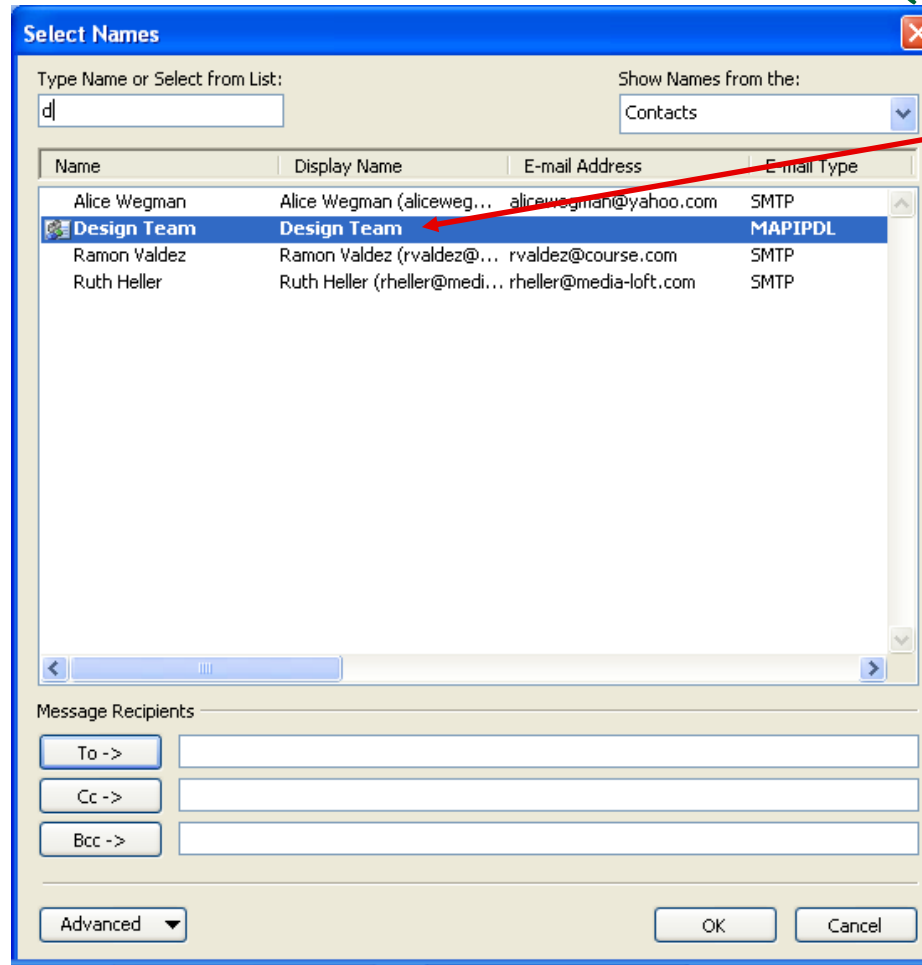 Select Names
Type Name or Select from List: Show Names from the:
d Contacts
Name Display Name E-mail Address E-mail Type
Alice Wegman Alice Wegman (aliceweg... alicewegman@yahoo.com SMTP
Design Team Design Team MAPIPDL
Ramon Valdez Ramon Valdez (rvaldez@... rvaldez@course.com SMTP
Ruth Heller Ruth Heller (rheller@medi... rheller@media-loft.com SMTP
Message Recipients
To ->
Cc ->
Bcc ->
Advanced OK Cancel